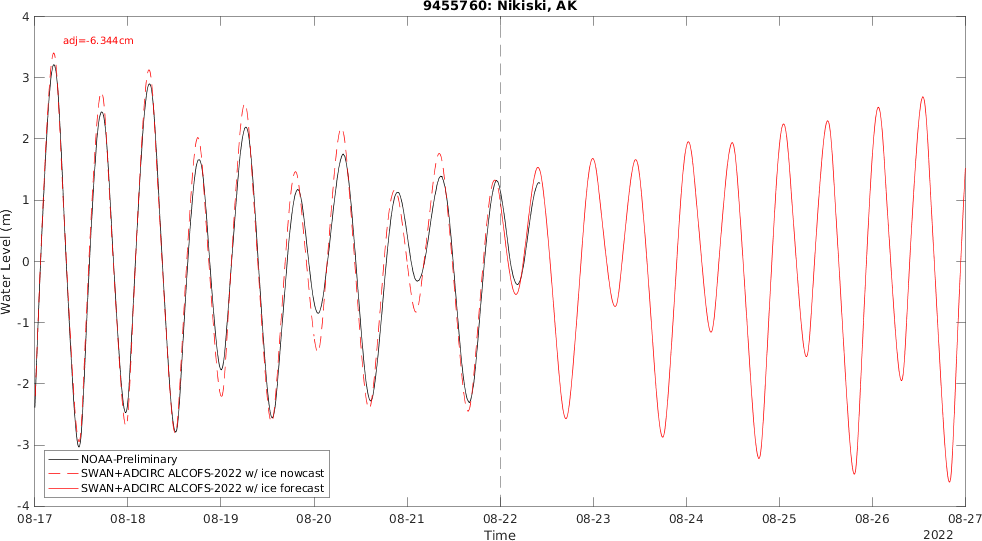 9455760: Nikiski, AK
adj=-6.344cm
Water Level (m)
4
3
2
1
0
-1
-2
-3
-4
NOAA-Preliminary
SWAN+ADCIRC ALCOFS-2022 w/ ice nowcast
SWAN+ADCIRC ALCOFS-2022 w/ ice forecast
08-17 08-18 08-19 08-20 08-21 08-22 08-23 08-24 08-25 08-26 08-27
Time
2022